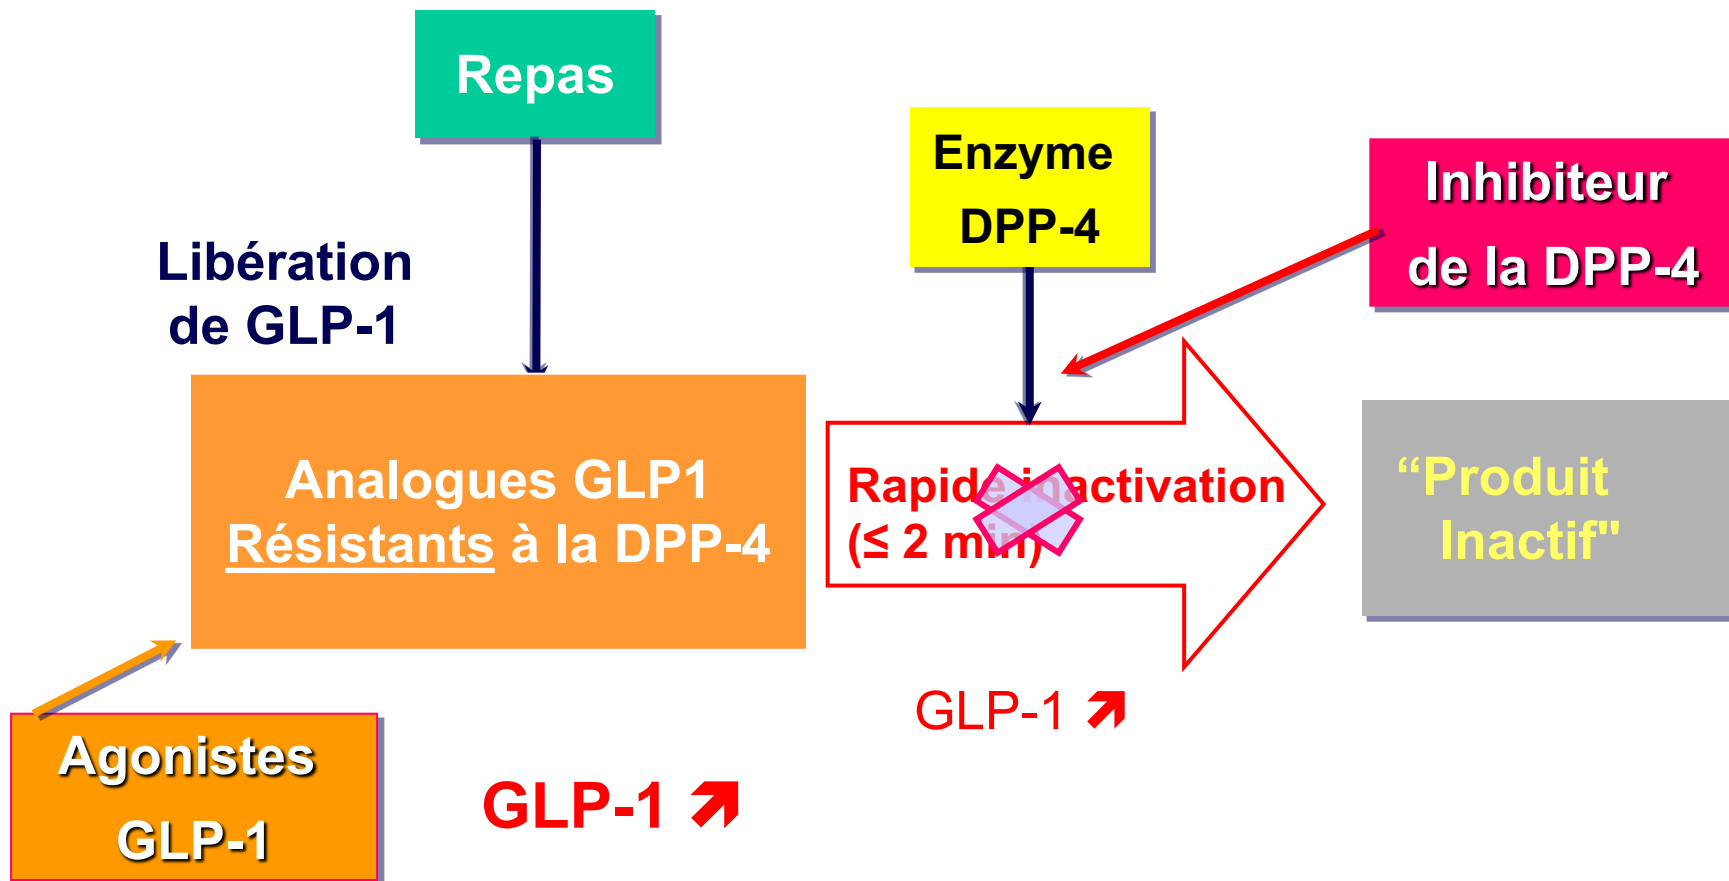 Repas
Enzyme
DPP-4
Inhibiteur
de la DPP-4
Libération
de GLP-1
Analogues GLP1
Résistants à la DPP-4
Rapide inactivation
(≤ 2 min)
“Produit
Inactif"
GLP-1 ↗
Agonistes
GLP-1
GLP-1 ↗